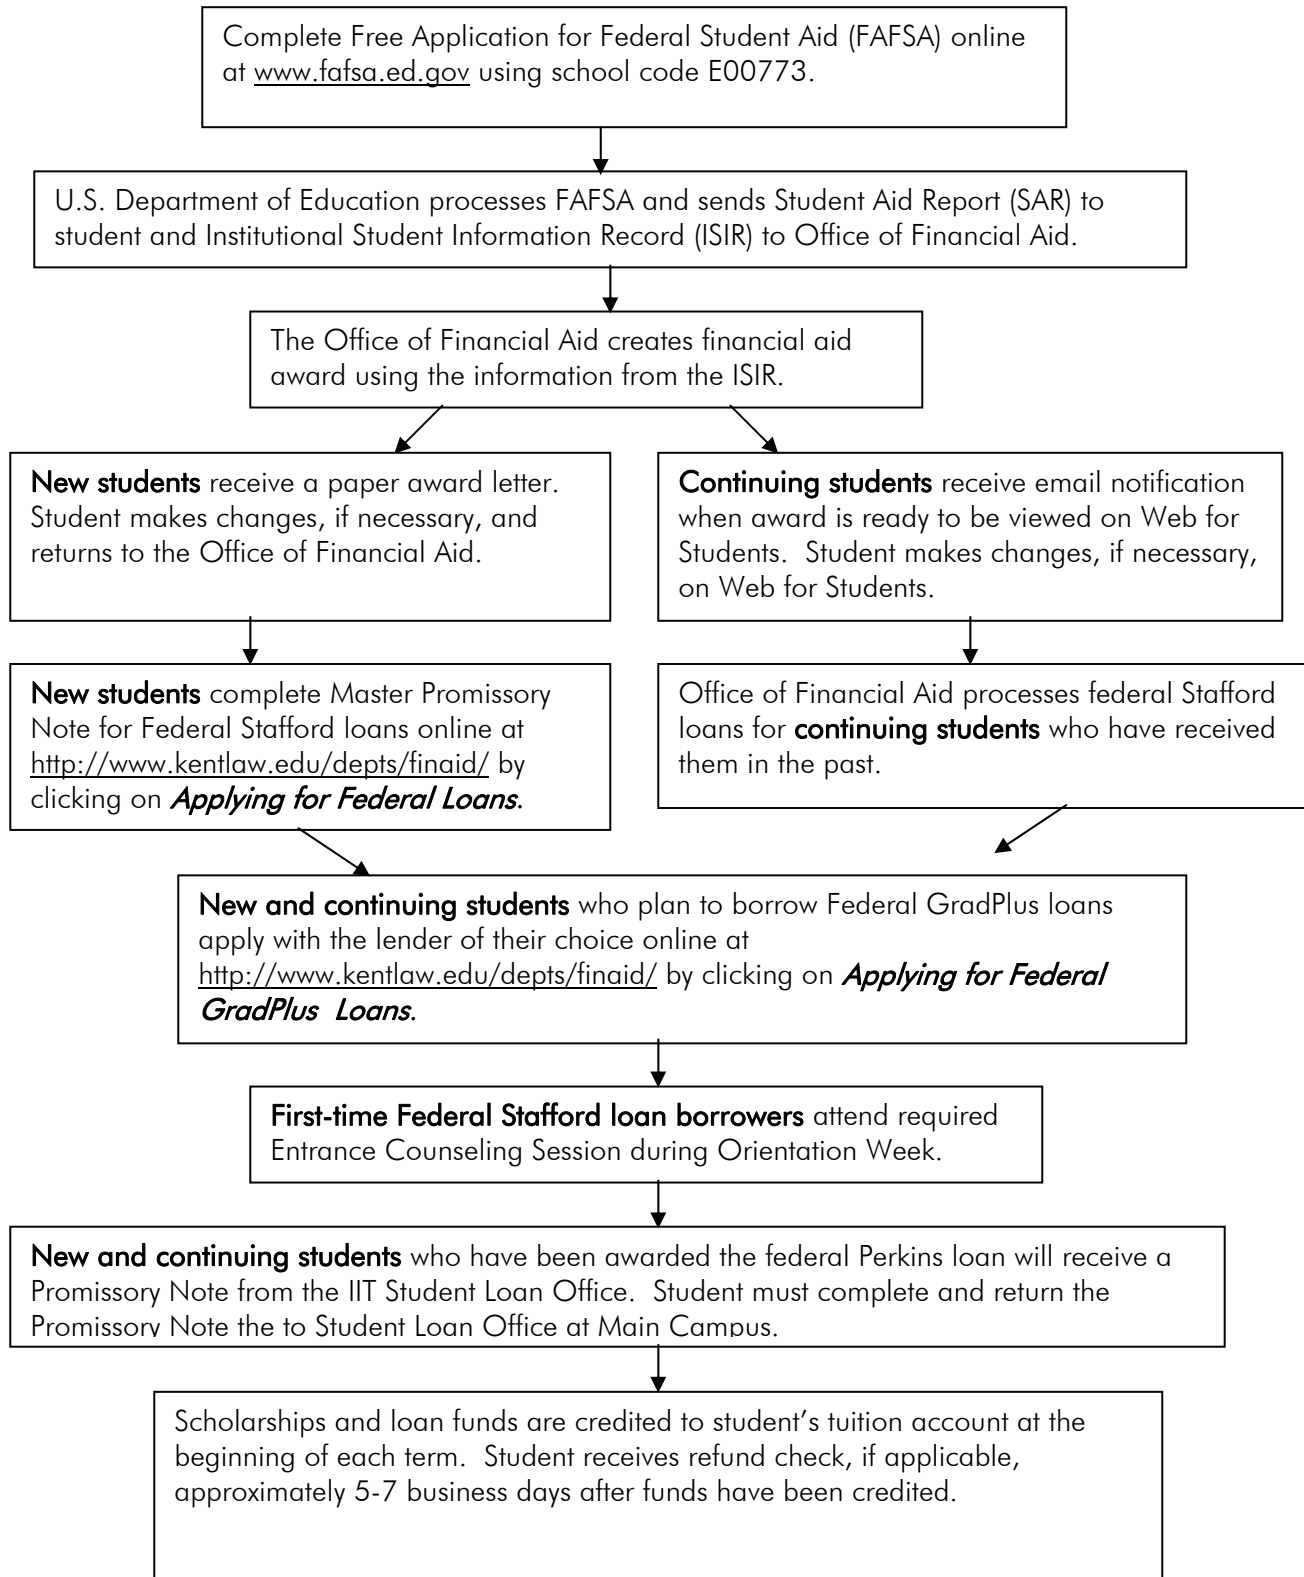 Complete Free Application for Federal Student Aid (FAFSA) online
at www.fafsa.ed.gov using school code E00773.
U.S. Department of Education processes FAFSA and sends Student Aid Report (SAR) to
student and Institutional Student Information Record (ISIR) to Office of Financial Aid.
The Office of Financial Aid creates financial aid
award using the information from the ISIR.
New students receive a paper award letter.
Student makes changes, if necessary, and
returns to the Office of Financial Aid.
Continuing students receive email notification
when award is ready to be viewed on Web for
Students.  Student makes changes, if necessary,
on Web for Students.
New students complete Master Promissory
Note for Federal Stafford loans online at
http://www.kentlaw.edu/depts/finaid/ by
clicking on Applying for Federal Loans.
Office of Financial Aid processes federal Stafford
loans for continuing students who have received
them in the past.
New and continuing students who plan to borrow Federal GradPlus loans
apply with the lender of their choice online at
http://www.kentlaw.edu/depts/finaid/ by clicking on Applying for Federal
GradPlus  Loans.
First-time Federal Stafford loan borrowers attend required
Entrance Counseling Session during Orientation Week.
New and continuing students who have been awarded the federal Perkins loan will receive a
Promissory Note from the IIT Student Loan Office.  Student must complete and return the
Promissory Note the to Student Loan Office at Main Campus.
Scholarships and loan funds are credited to student's tuition account at the
beginning of each term.  Student receives refund check, if applicable,
approximately 5-7 business days after funds have been credited.